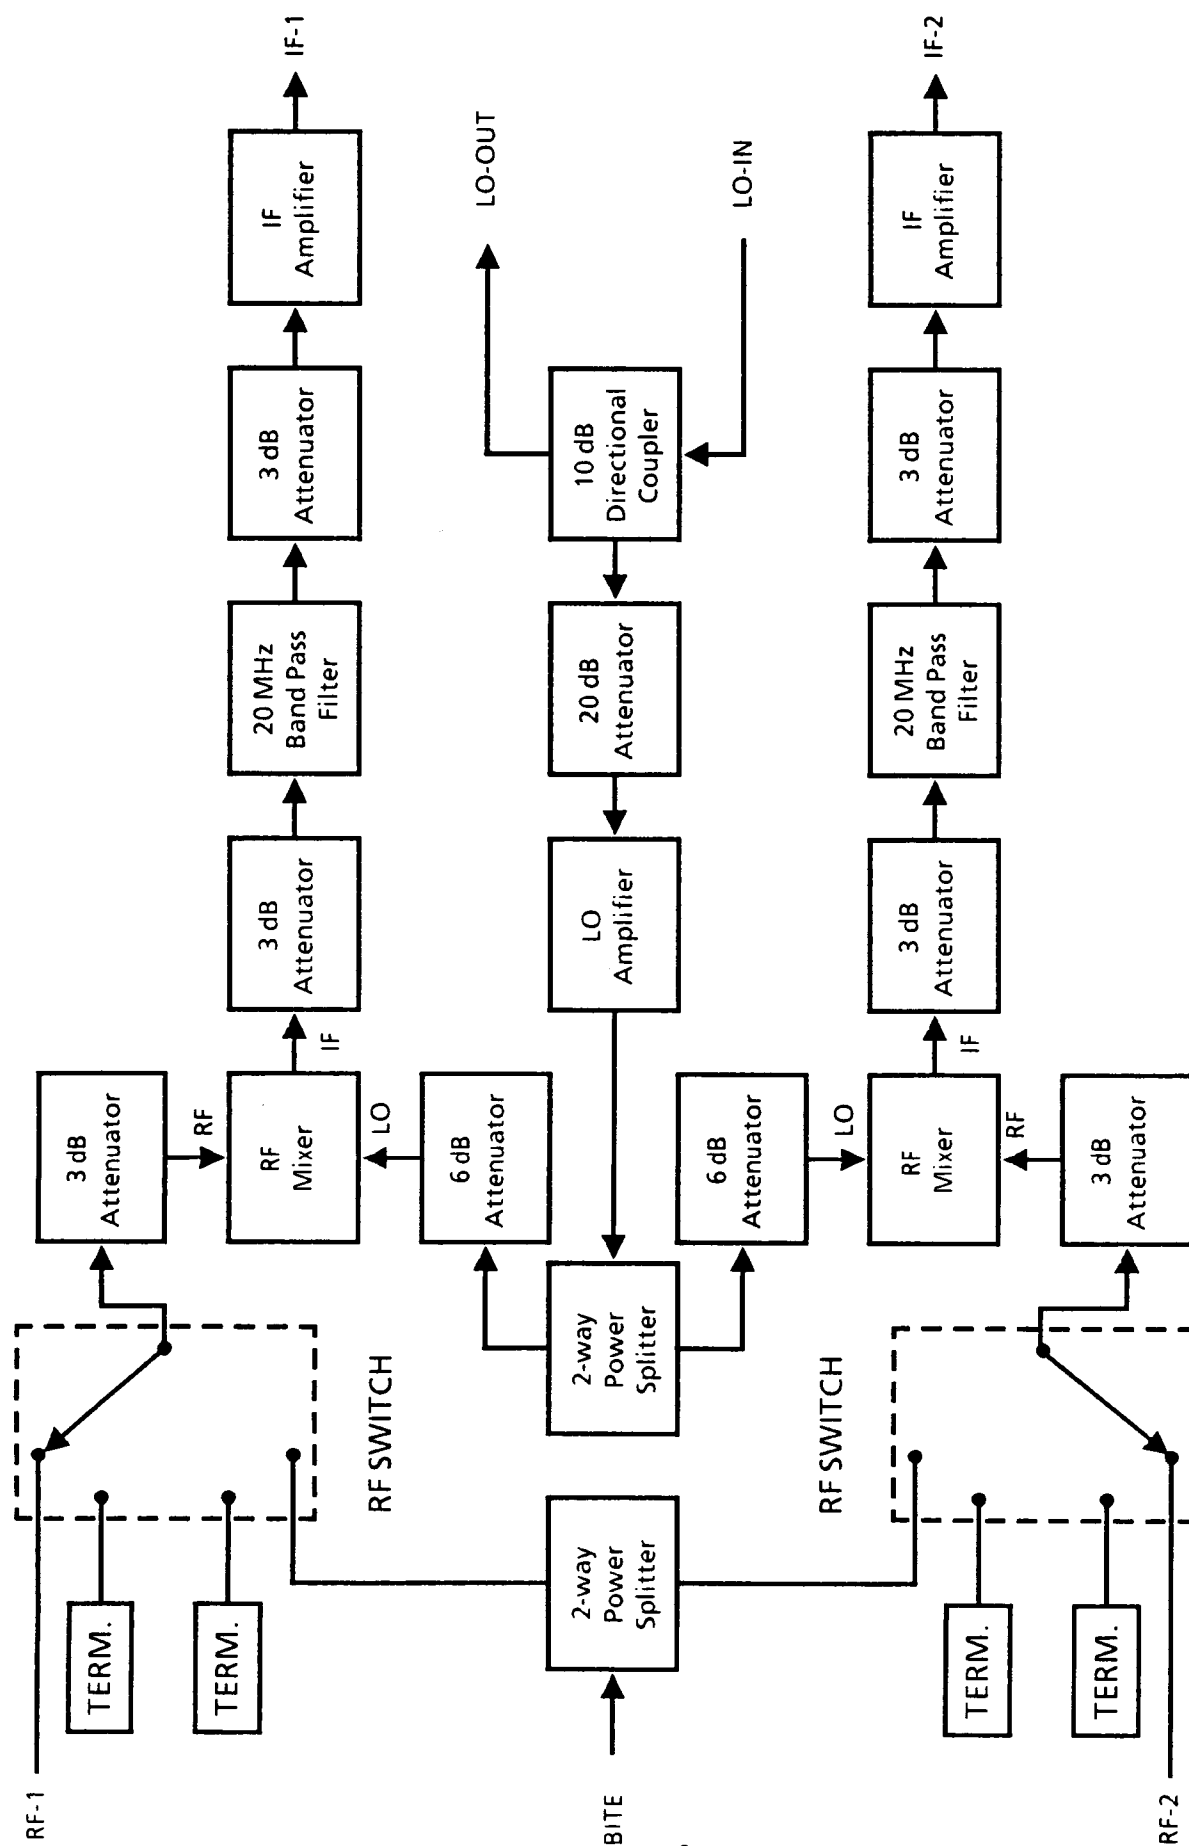 RF-1
TERM.
TERM.
RF SWITCH
3 dB
Attenuator
RF
RF
Mixer
IF
LO
3 dB
Attenuator
20 MHz
Band Pass
Filter
3 dB
Attenuator
IF
Amplifier
IF-1
6 dB
Attenuator
BITE
2-way
Power
Splitter
2-way
Power
Splitter
LO
Amplifier
20 dB
Attenuator
10 dB
Directional
Coupler
LO-OUT
LO-IN
6 dB
Attenuator
LO
RF SWITCH
TERM.
TERM.
RF-2
RF
Mixer
IF
RF
3 dB
Attenuator
3 dB
Attenuator
20 MHz
Band Pass
Filter
3 dB
Attenuator
IF
Amplifier
IF-2